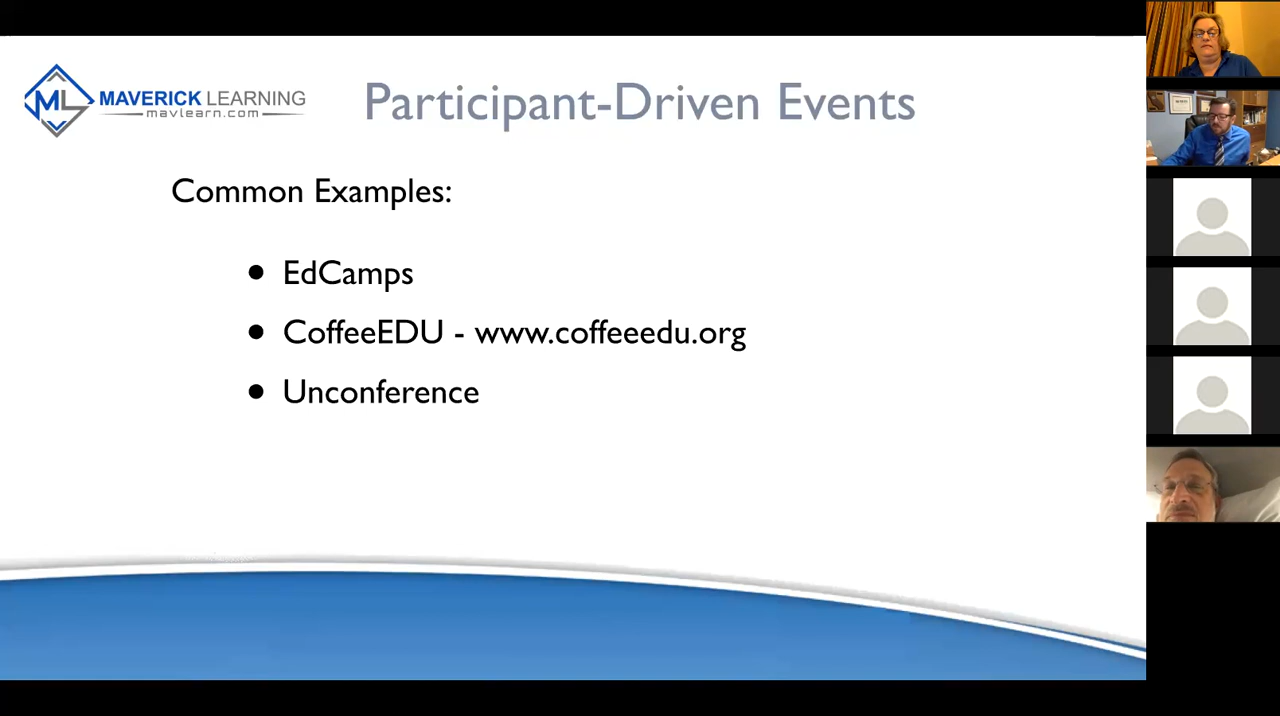 MAVERICK LEARNING
mavlearn.com
Participant-Driven Events
Common Examples:
• EdCamps
• CoffeeEDU - www.coffeeedu.org
• Unconference